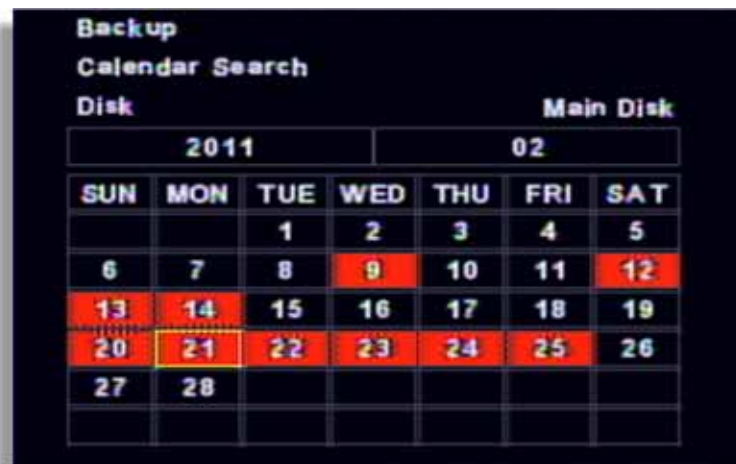 Backup
Calendar Search
Disk Main Disk
2011 02
SUN MON TUE WED THU FRI SAT
1 2 3 4 5
6 7 8 9 10 11 12
13 14 15 16 17 18 19
20 21 22 23 24 25 26
27 28